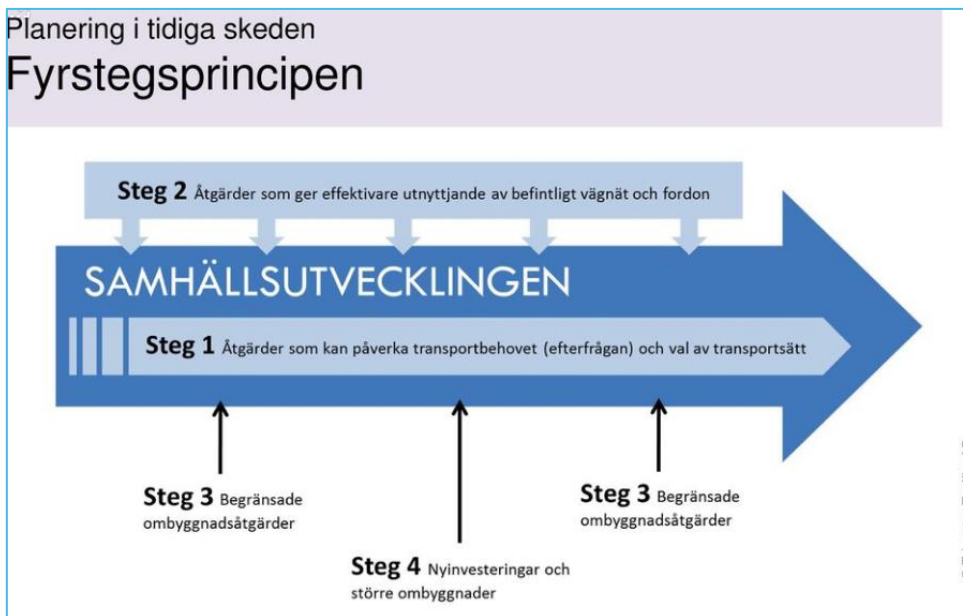 Planering i tidiga skeden
Fyrstegsprincipen
Steg 2 Åtgärder som ger effektivare utnyttjande av befintligt vägnät och fordon
SAMHÄLLSUTVECKLINGEN
Steg 1 Åtgärder som kan påverka transportbehovet (efterfrågan) och val av transportsätt
Steg 3 Begränsade
ombyggnadsåtgärder
Steg 3 Begränsade
ombyggnadsåtgärder
Steg 4 Nyinvesteringar och
större ombyggnader